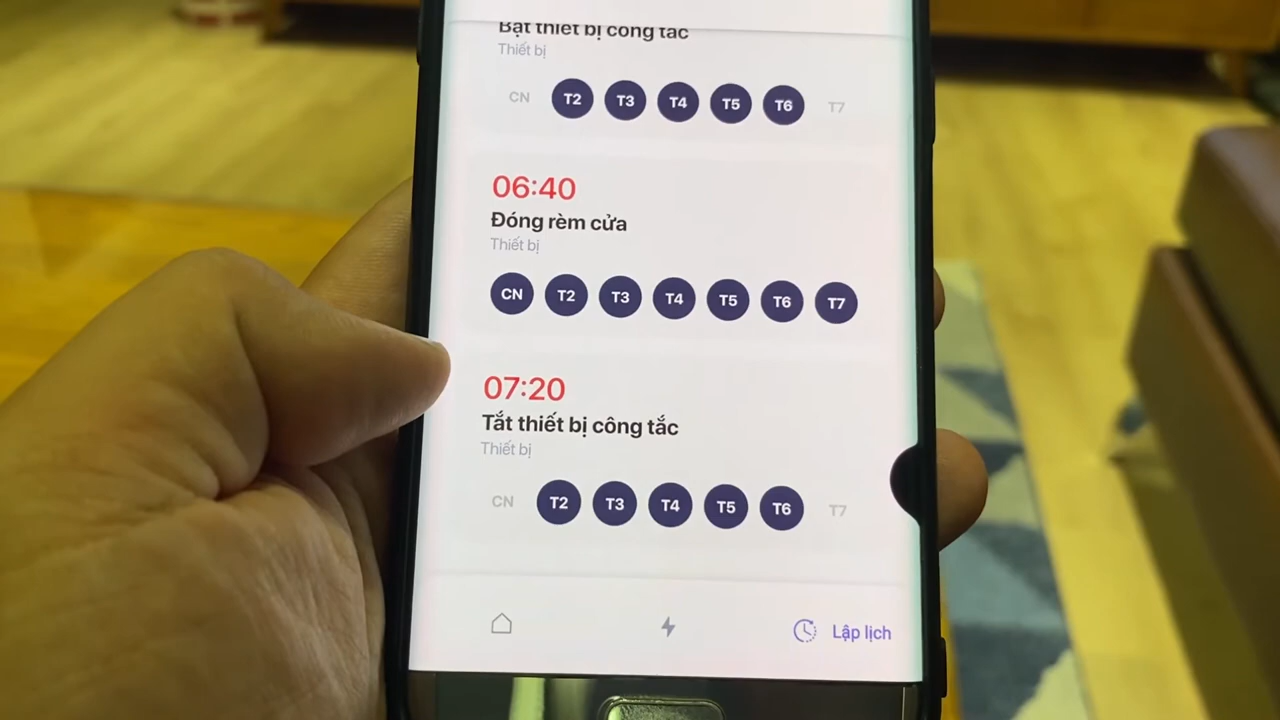 Bật thiết bị công tắc
Thiết bị
CN T2 T3 T4 T5 T6 T7
06:40
Đóng rèm cửa
Thiết bị
CN T2 T3 T4 T5 T6 T7
07:20
Tắt thiết bị công tắc
Thiết bị
CN T2 T3 T4 T5 T6 T7
Lập lịch